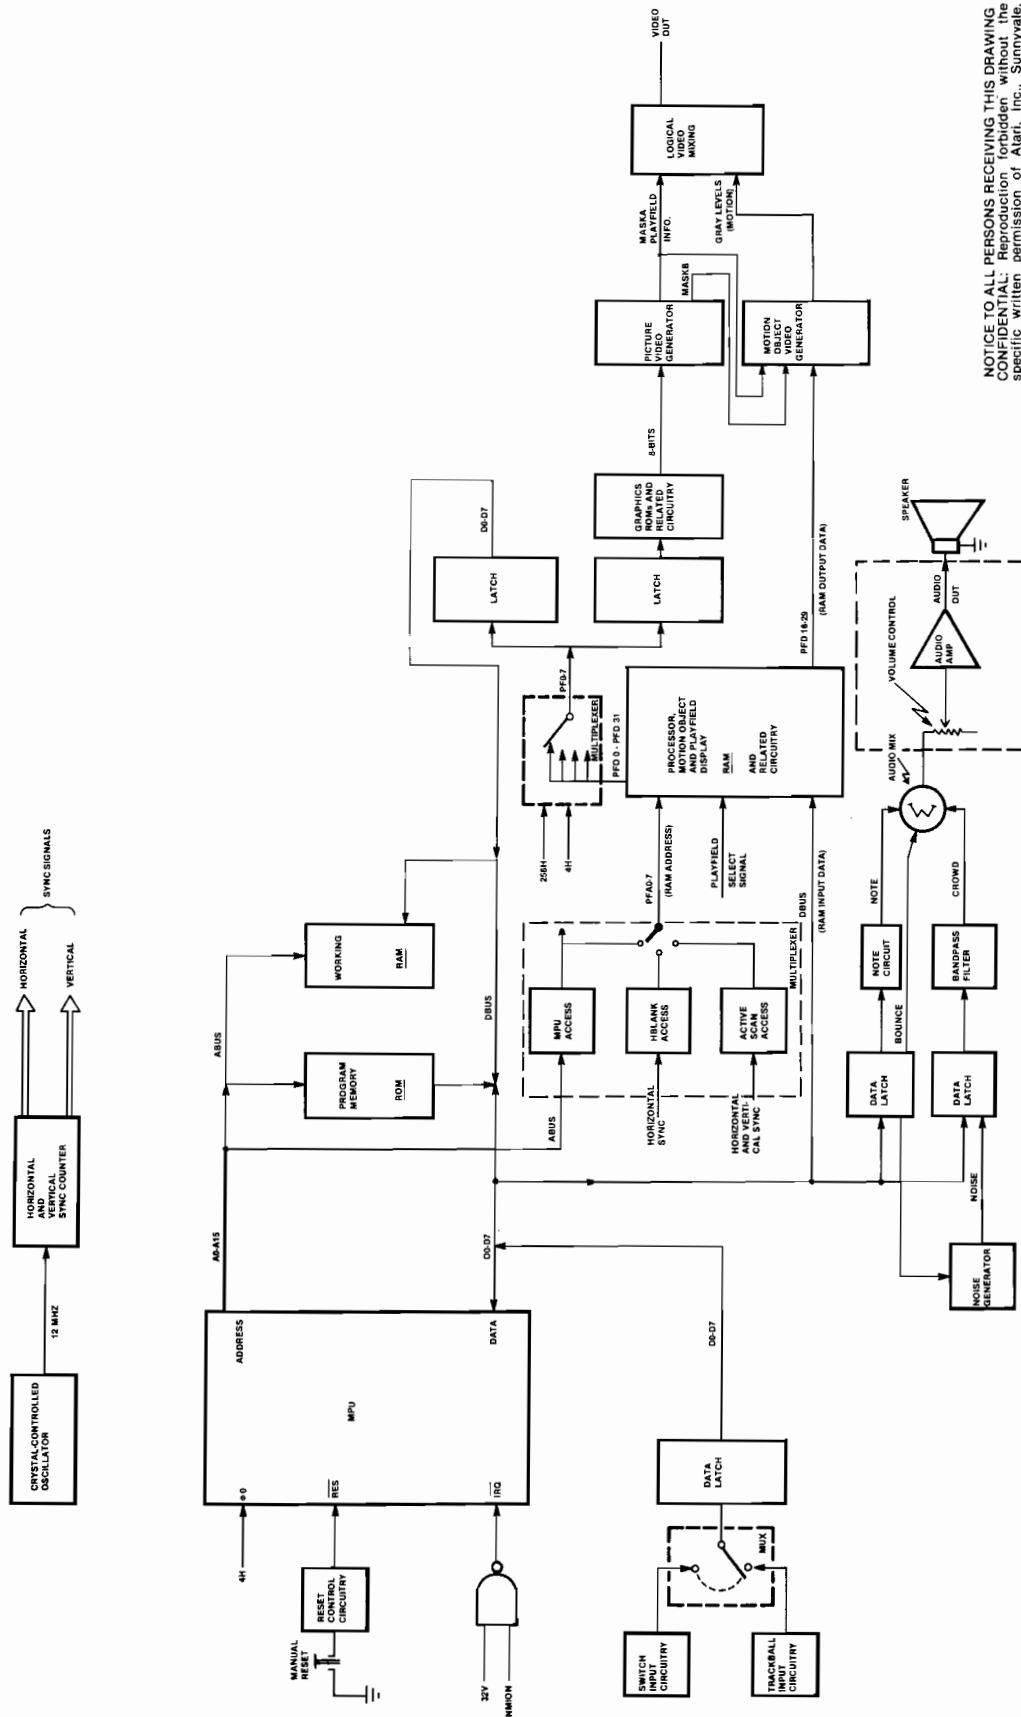 CRYSTAL-CONTROLLED
OSCILLATOR
12 MHZ
HORIZONTAL
AND
VERTICAL
SYNC COUNTER
HORIZONTAL
VERTICAL
SYNC SIGNALS
MANUAL
RESET
RESET
CONTROL
CIRCUITRY
4H
32V
NMION
Φ0
RES
IRQ
MPU
ADDRESS
DATA
A0-A15
D0-D7
ABUS
DBUS
PROGRAM
MEMORY
ROM
WORKING
RAM
SWITCH
INPUT
CIRCUITRY
TRACKBALL
INPUT
CIRCUITRY
MUX
DATA
LATCH
D0-D7
ABUS
HORIZONTAL
SYNC
HORIZONTAL
AND VERTI-
CAL SYNC
MPU
ACCESS
HBLANK
ACCESS
ACTIVE
SCAN
ACCESS
MULTIPLEXER
PFA0-7
(RAM ADDRESS)
PLAYFIELD
SELECT
SIGNAL
DBUS
(RAM INPUT DATA)
256H
4H
MULTIPLEXER
PFD 0 - PFD 31
PF0-7
PROCESSOR,
MOTION OBJECT
AND PLAYFIELD
DISPLAY
RAM
AND
RELATED
CIRCUITRY
LATCH
D0-D7
LATCH
GRAPHICS
ROMs AND
RELATED
CIRCUITRY
8-BITS
PFD 16-29
(RAM OUTPUT DATA)
PICTURE
VIDEO
GENERATOR
MASKB
MOTION
OBJECT
VIDEO
GENERATOR
MASKA
PLAYFIELD
INFO.
GRAY LEVELS
(MOTION)
LOGICAL
VIDEO
MIXING
VIDEO
OUT
NOISE
GENERATOR
NOISE
DATA
LATCH
DATA
LATCH
BOUNCE
NOTE
CIRCUIT
NOTE
BANDPASS
FILTER
CROWD
AUDIO MIX
VOLUME CONTROL
AUDIO
AMP
AUDIO
OUT
SPEAKER
NOTICE TO ALL PERSONS RECEIVING THIS DRAWING
CONFIDENTIAL: Reproduction forbidden without the
specific written permission of Atari, Inc., Sunnyvale,